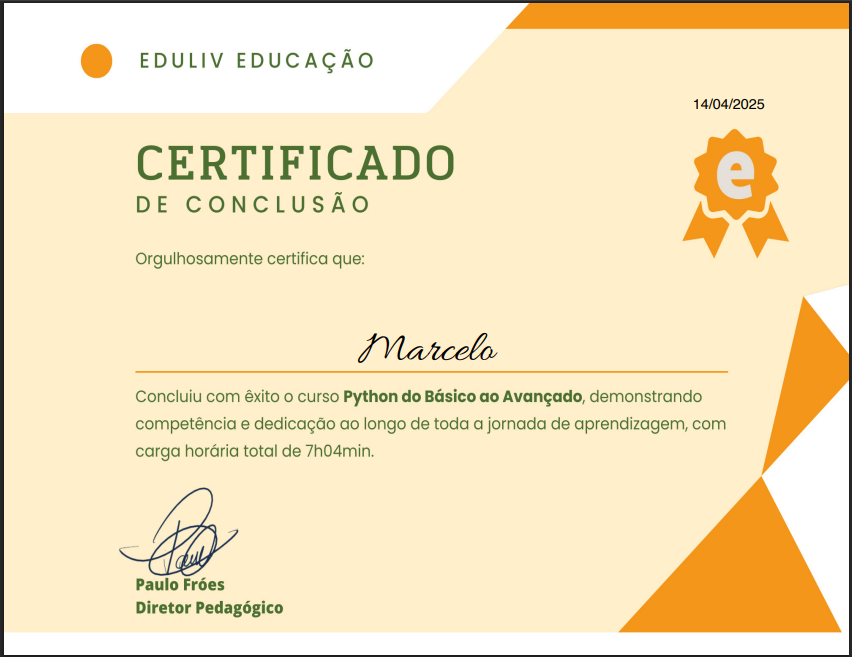 EDULIV EDUCAÇÃO
14/04/2025
e
CERTIFICADO
DE CONCLUSÃO
Orgulhosamente certifica que:
Marcelo
Concluiu com êxito o curso Python do Básico ao Avançado, demonstrando
competência e dedicação ao longo de toda a jornada de aprendizagem, com
carga horária total de 7h04min.
Paulo Fróes
Diretor Pedagógico